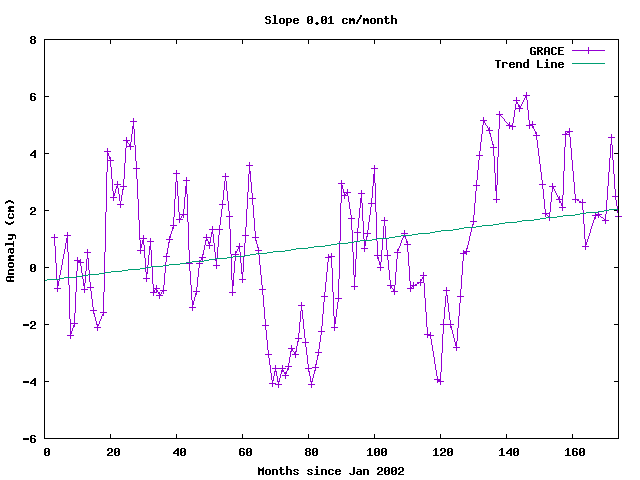 Slope 0.01 cm/month
GRACE
Trend Line
8
6
4
2
0
-2
-4
-6
Anomaly (cm)
0 20 40 60 80 100 120 140 160
Months since Jan 2002